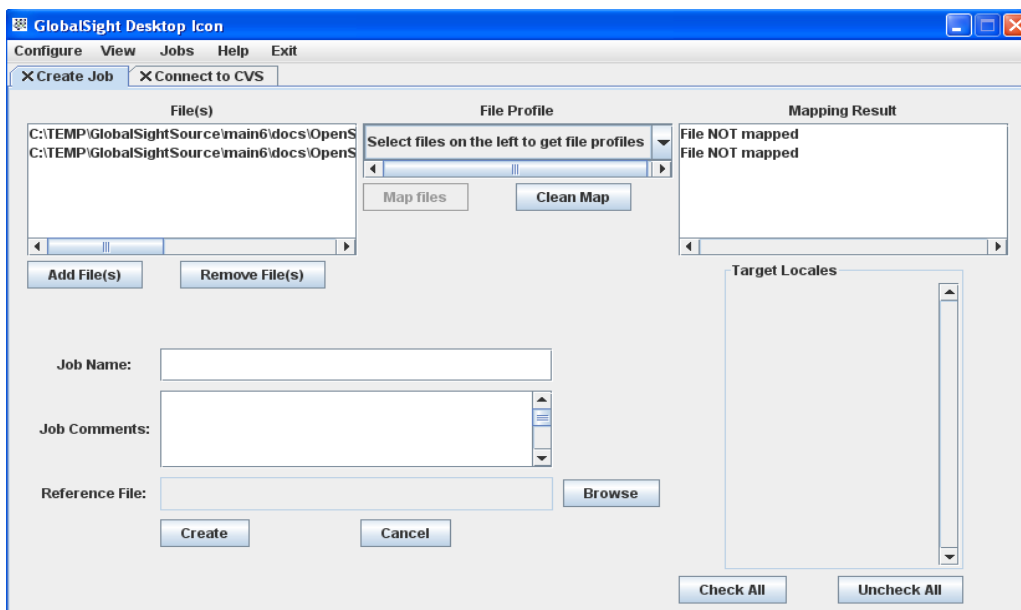 GlobalSight Desktop Icon
Configure View Jobs Help Exit
Create Job Connect to CVS
File(s) File Profile Mapping Result
C:\TEMP\GlobalSightSource\main6\docs\OpenS
C:\TEMP\GlobalSightSource\main6\docs\OpenS
Select files on the left to get file profiles
File NOT mapped
File NOT mapped
Map files Clean Map
Add File(s) Remove File(s)
Target Locales
Job Name:
Job Comments:
Reference File: Browse
Create Cancel
Check All Uncheck All